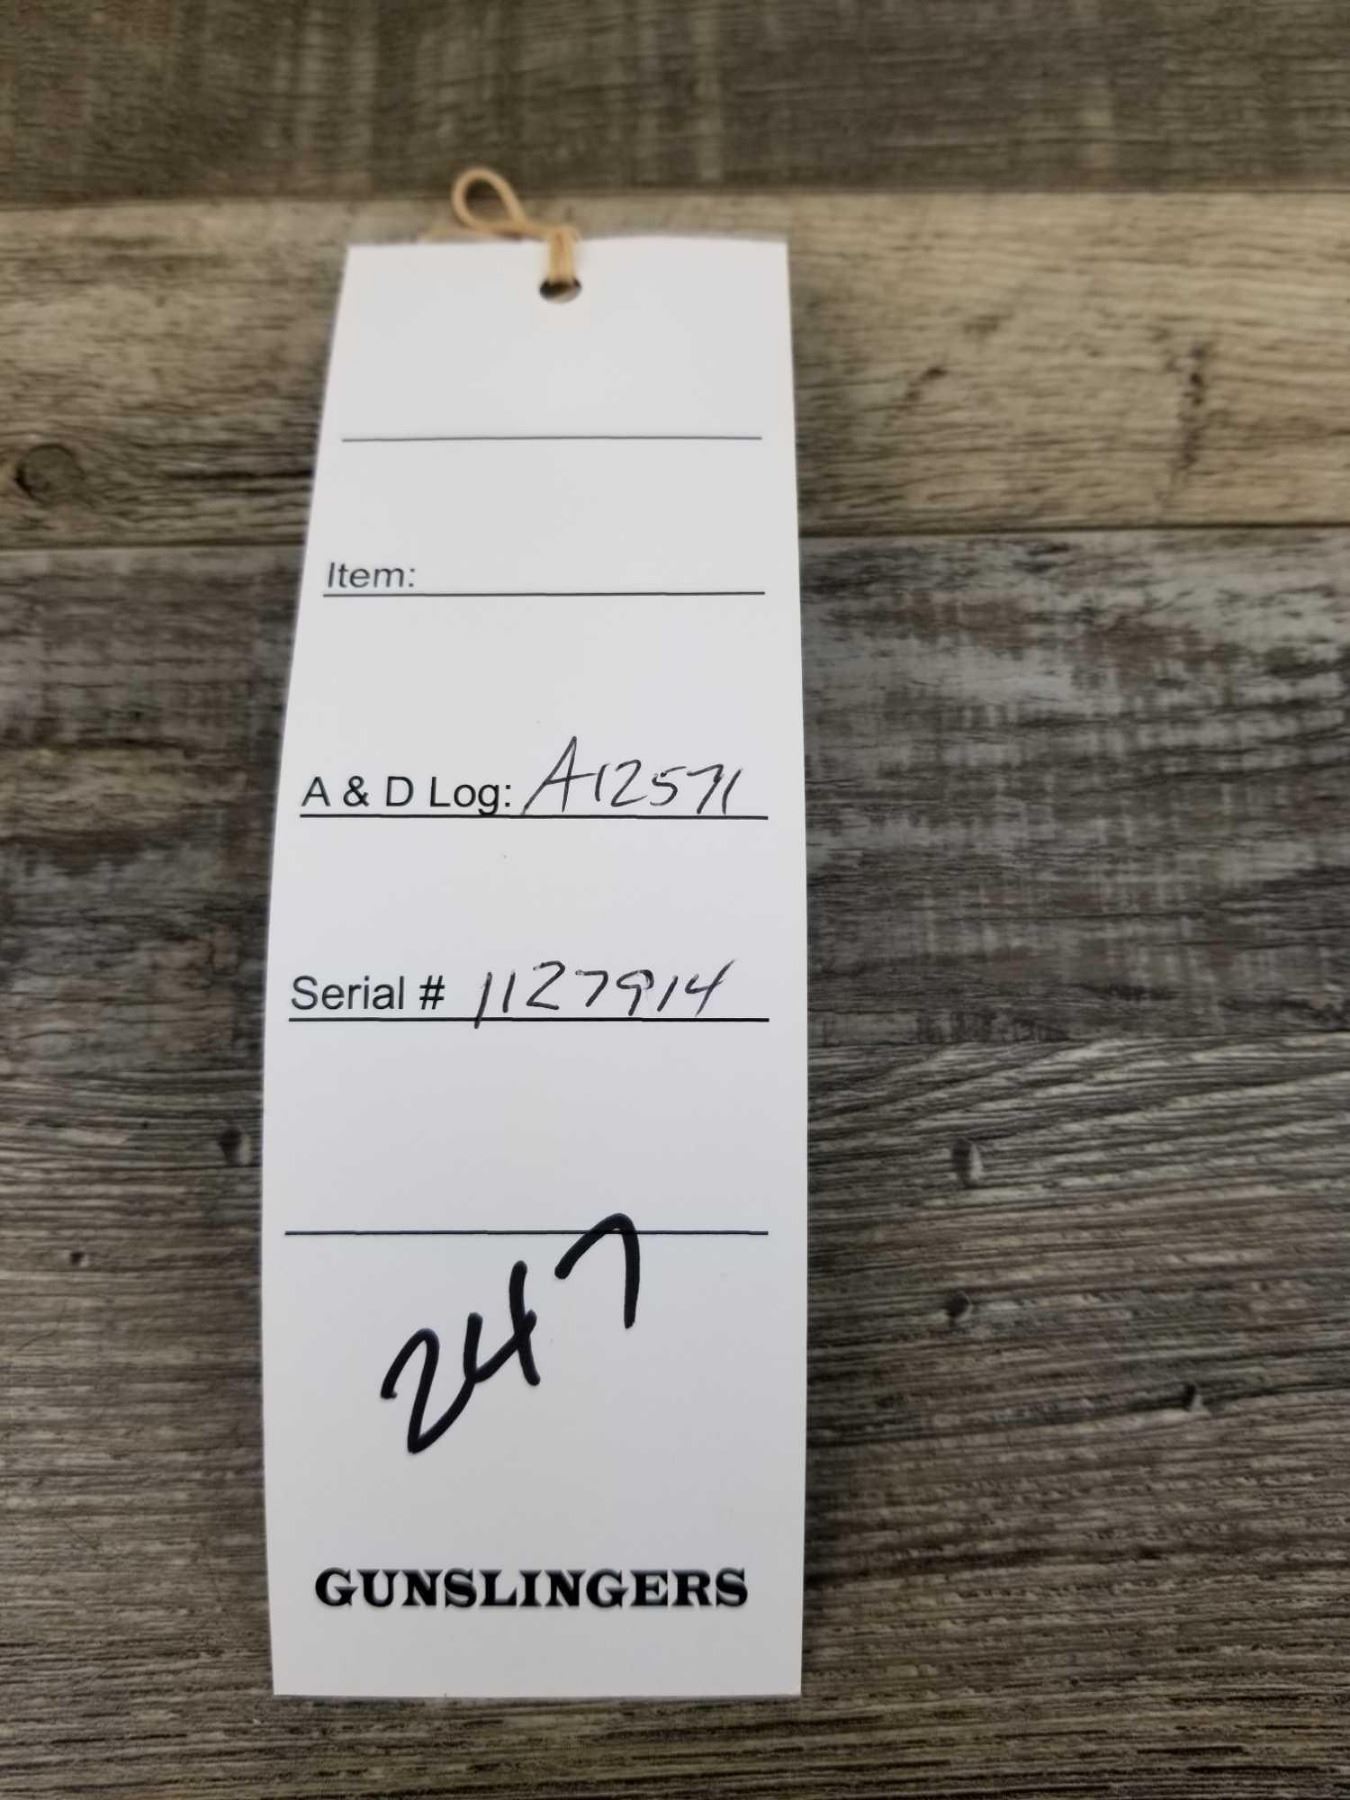 Item:
A & D Log: A12571
Serial # 1127914
247
GUNSLINGERS